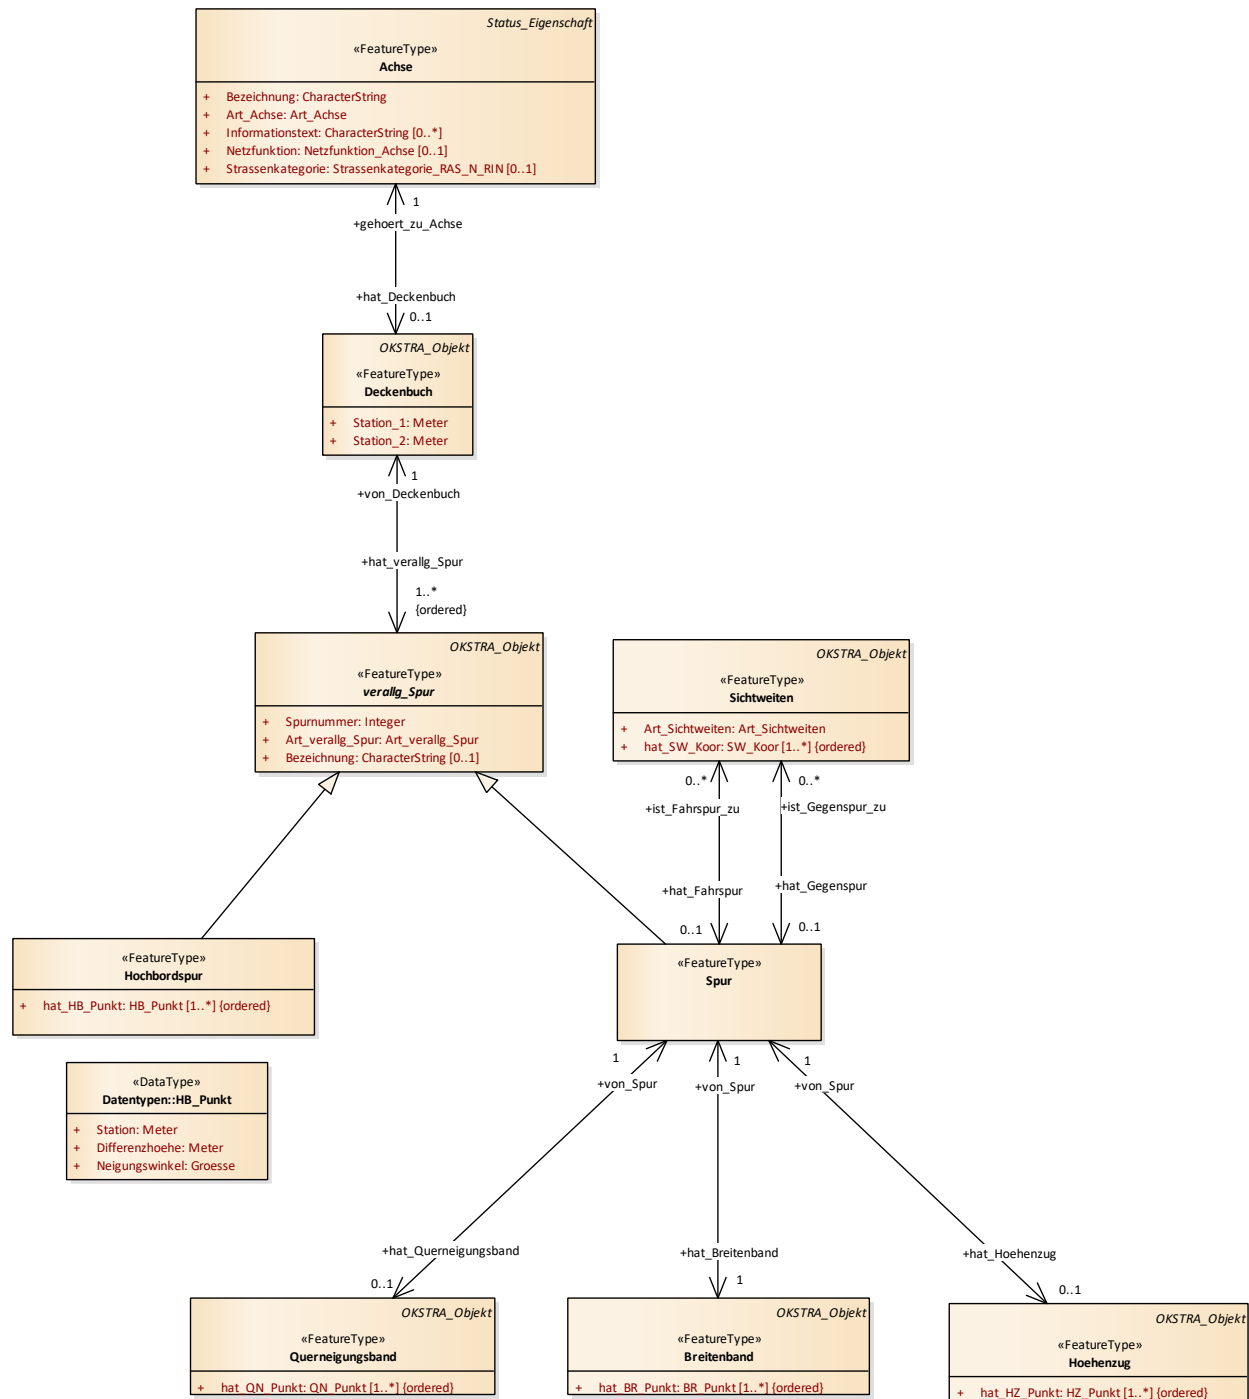 Status_Eigenschaft
«FeatureType»
Achse
+ Bezeichnung: CharacterString
+ Art_Achse: Art_Achse
+ Informationstext: CharacterString [0..*]
+ Netzfunktion: Netzfunktion_Achse [0..1]
+ Strassenkategorie: Strassenkategorie_RAS_N_RIN [0..1]
1
+gehoert_zu_Achse
+hat_Deckenbuch
0..1
OKSTRA_Objekt
«FeatureType»
Deckenbuch
+ Station_1: Meter
+ Station_2: Meter
1
+von_Deckenbuch
+hat_verallg_Spur
1..*
{ordered}
OKSTRA_Objekt
«FeatureType»
verallg_Spur
+ Spurnummer: Integer
+ Art_verallg_Spur: Art_verallg_Spur
+ Bezeichnung: CharacterString [0..1]
OKSTRA_Objekt
«FeatureType»
Sichtweiten
+ Art_Sichtweiten: Art_Sichtweiten
+ hat_SW_Koor: SW_Koor [1..*] {ordered}
0..*
0..*
+ist_Fahrspur_zu
+ist_Gegenspur_zu
+hat_Fahrspur
+hat_Gegenspur
0..1
0..1
«FeatureType»
Hochbordspur
+ hat_HB_Punkt: HB_Punkt [1..*] {ordered}
«FeatureType»
Spur
«DataType»
Datentypen::HB_Punkt
+ Station: Meter
+ Differenzhoehe: Meter
+ Neigungswinkel: Groesse
1
+von_Spur
1
+von_Spur
1
+von_Spur
+hat_Querneigungsband
0..1
+hat_Breitenband
1
+hat_Hoehenzug
0..1
OKSTRA_Objekt
«FeatureType»
Querneigungsband
+ hat_QN_Punkt: QN_Punkt [1..*] {ordered}
OKSTRA_Objekt
«FeatureType»
Breitenband
+ hat_BR_Punkt: BR_Punkt [1..*] {ordered}
OKSTRA_Objekt
«FeatureType»
Hoehenzug
+ hat_HZ_Punkt: HZ_Punkt [1..*] {ordered}